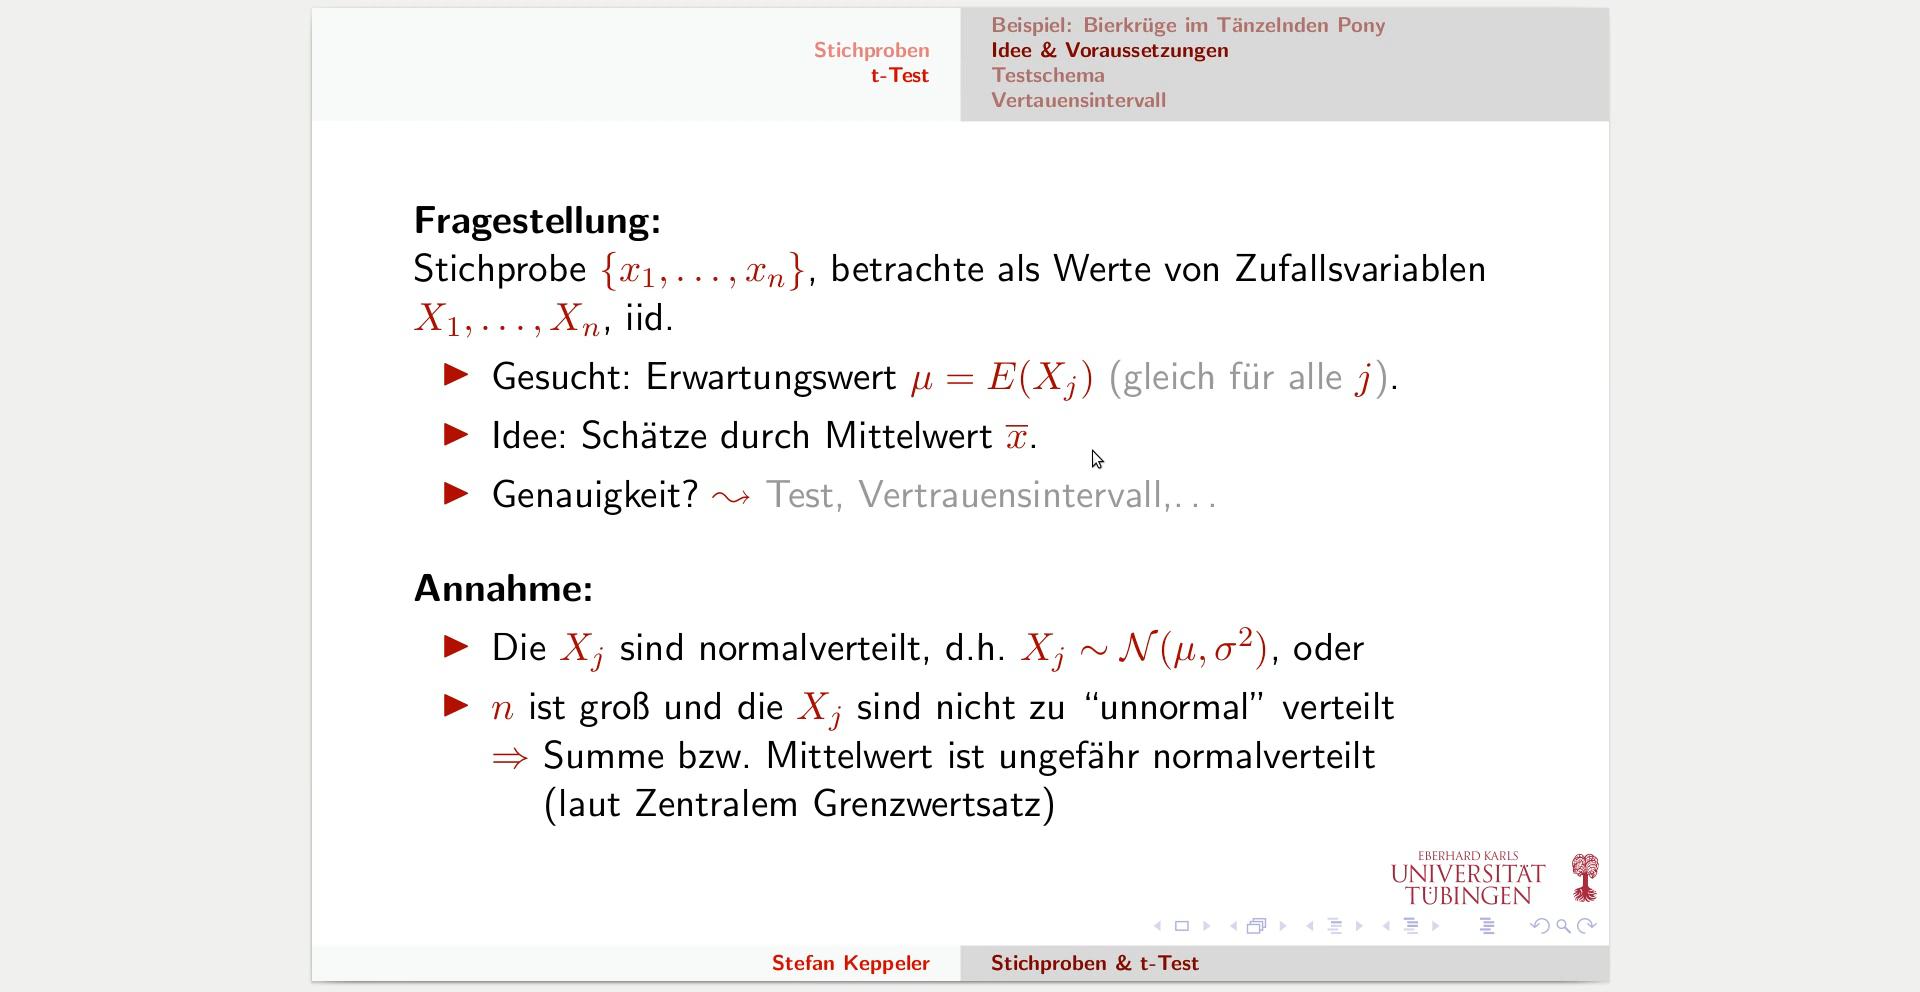 Stichproben
t-Test
Beispiel: Bierkrüge im Tänzelnden Pony
Idee & Voraussetzungen
Testschema
Vertauensintervall
Fragestellung:
Stichprobe {x₁, . . . , xₙ}, betrachte als Werte von Zufallsvariablen
X₁, . . . , Xₙ, iid.
▶ Gesucht: Erwartungswert μ = E(Xⱼ) (gleich für alle j).
▶ Idee: Schätze durch Mittelwert x̅.
▶ Genauigkeit? ⇝ Test, Vertrauensintervall,. . .
Annahme:
▶ Die Xⱼ sind normalverteilt, d.h. Xⱼ ∼ 𝒩(μ, σ²), oder
▶ n ist groß und die Xⱼ sind nicht zu “unnormal” verteilt
⇒ Summe bzw. Mittelwert ist ungefähr normalverteilt
(laut Zentralem Grenzwertsatz)
EBERHARD KARLS
UNIVERSITÄT
TÜBINGEN
Stefan Keppeler
Stichproben & t-Test